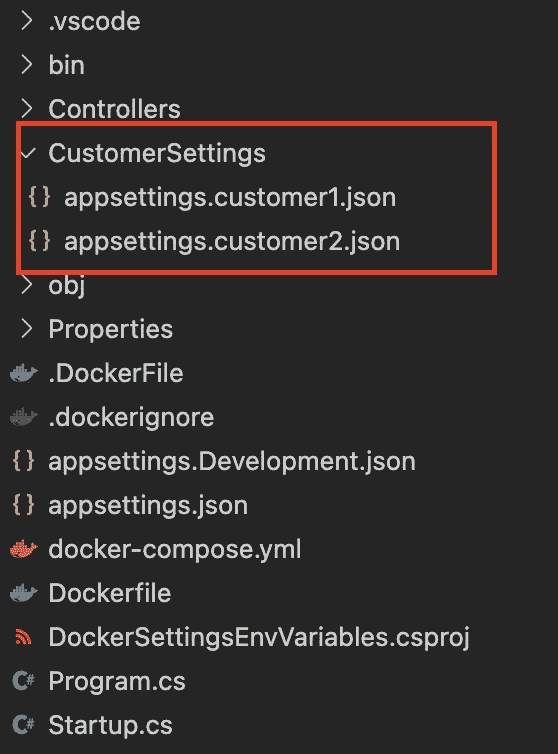 .vscode
bin
Controllers
CustomerSettings
{} appsettings.customer1.json
{} appsettings.customer2.json
obj
Properties
.DockerFile
.dockerignore
{} appsettings.Development.json
{} appsettings.json
docker-compose.yml
Dockerfile
DockerSettingsEnvVariables.csproj
C# Program.cs
C# Startup.cs